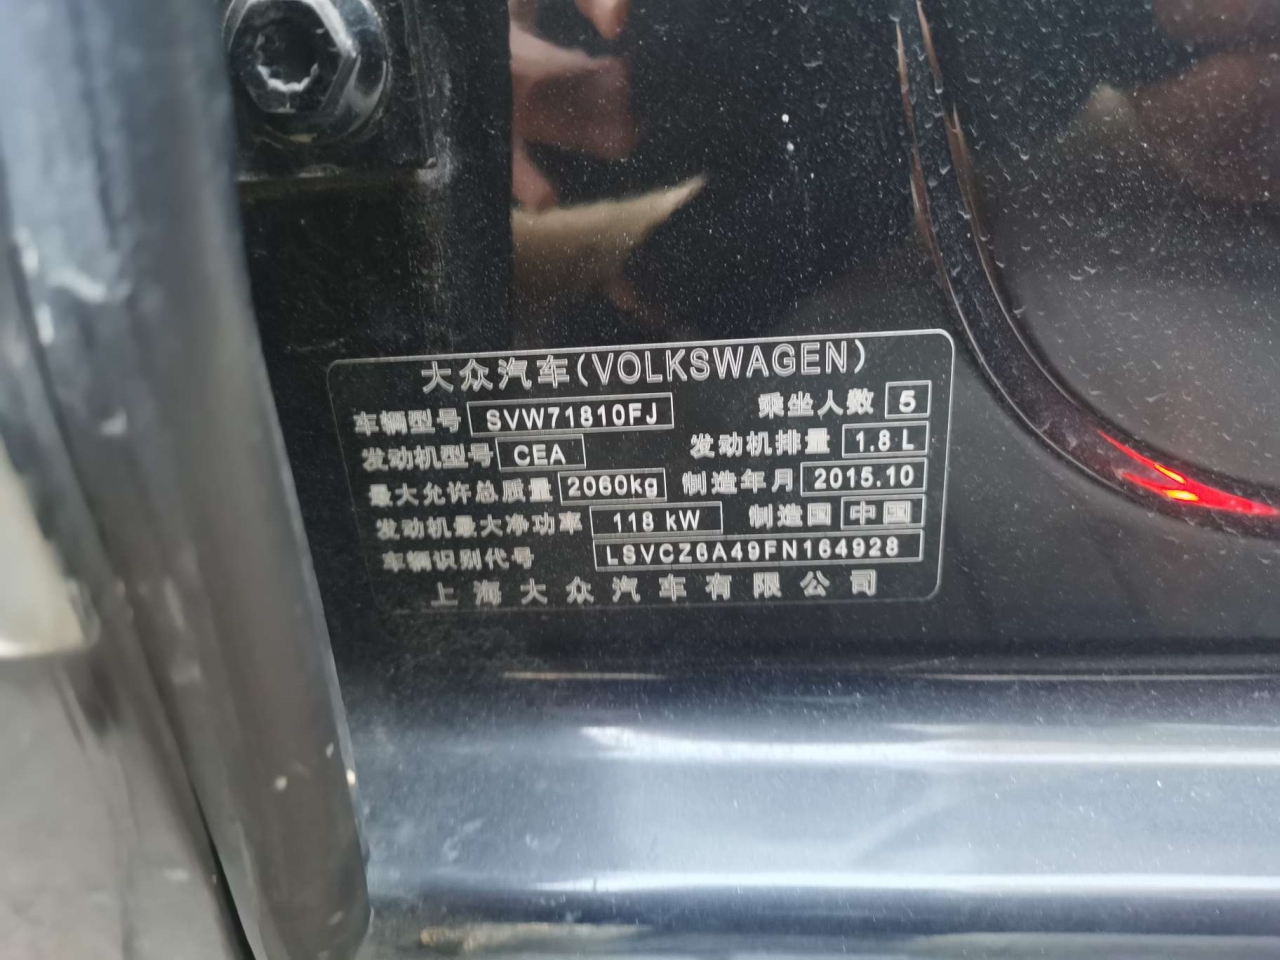 大众汽车(VOLKSWAGEN)
车辆型号 SVW71810FJ 乘坐人数 5
发动机型号 CEA 发动机排量 1.8 L
最大允许总质量 2060kg 制造年月 2015.10
发动机最大净功率 118 kW 制造国 中国
车辆识别代号 LSVCZ6A49FN164928
上海大众汽车有限公司